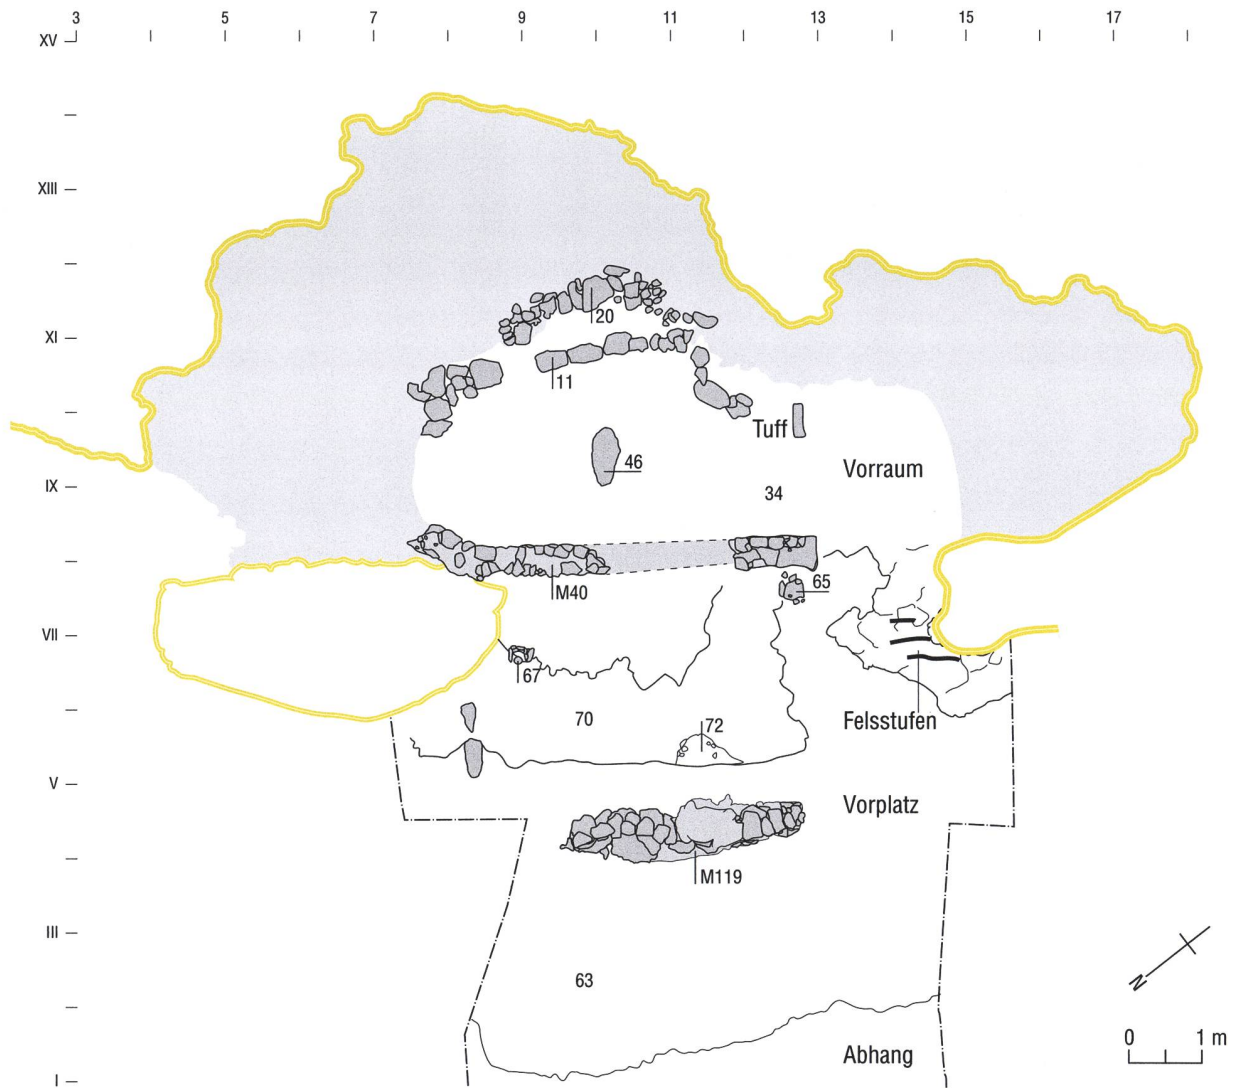 3 5 7 9 11 13 15 17
XV
XIII
20
XI
11
Tuff
46
Vorraum
IX
34
M40
65
VII
67
70
72
Felsstufen
V
Vorplatz
M119
III
63
N
0 1 m
Abhang
I